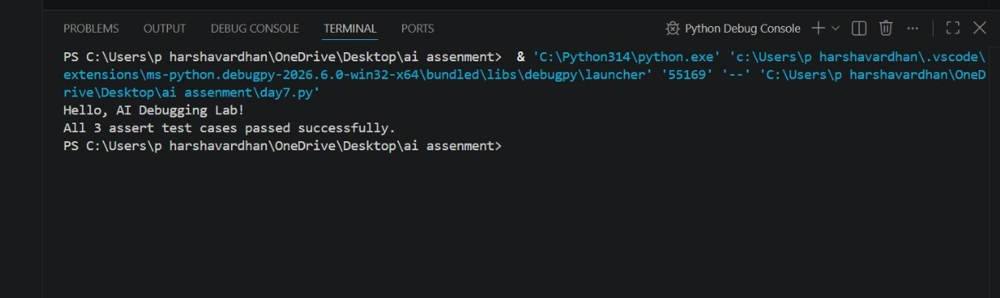 PROBLEMS OUTPUT DEBUG CONSOLE TERMINAL PORTS Python Debug Console
PS C:\Users\p harshavardhan\OneDrive\Desktop\ai assenment>  & 'C:\Python314\python.exe' 'c:\Users\p harshavardhan\.vscode\
extensions\ms-python.debugpy-2026.6.0-win32-x64\bundled\libs\debugpy\launcher' '55169' '--' 'C:\Users\p harshavardhan\OneD
rive\Desktop\ai assenment\day7.py'
Hello, AI Debugging Lab!
All 3 assert test cases passed successfully.
PS C:\Users\p harshavardhan\OneDrive\Desktop\ai assenment>